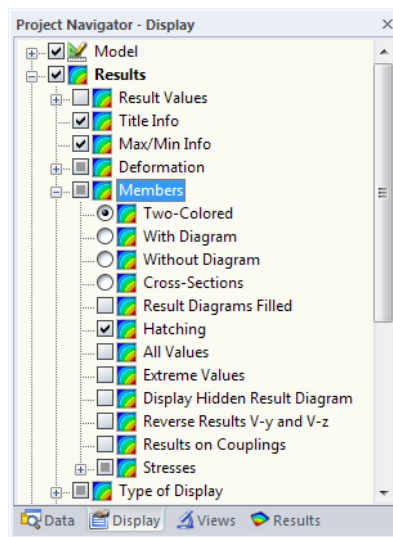 Project Navigator - Display
Model
Results
Result Values
Title Info
Max/Min Info
Deformation
Members
Two-Colored
With Diagram
Without Diagram
Cross-Sections
Result Diagrams Filled
Hatching
All Values
Extreme Values
Display Hidden Result Diagram
Reverse Results V-y and V-z
Results on Couplings
Stresses
Type of Display
Data Display Views Results